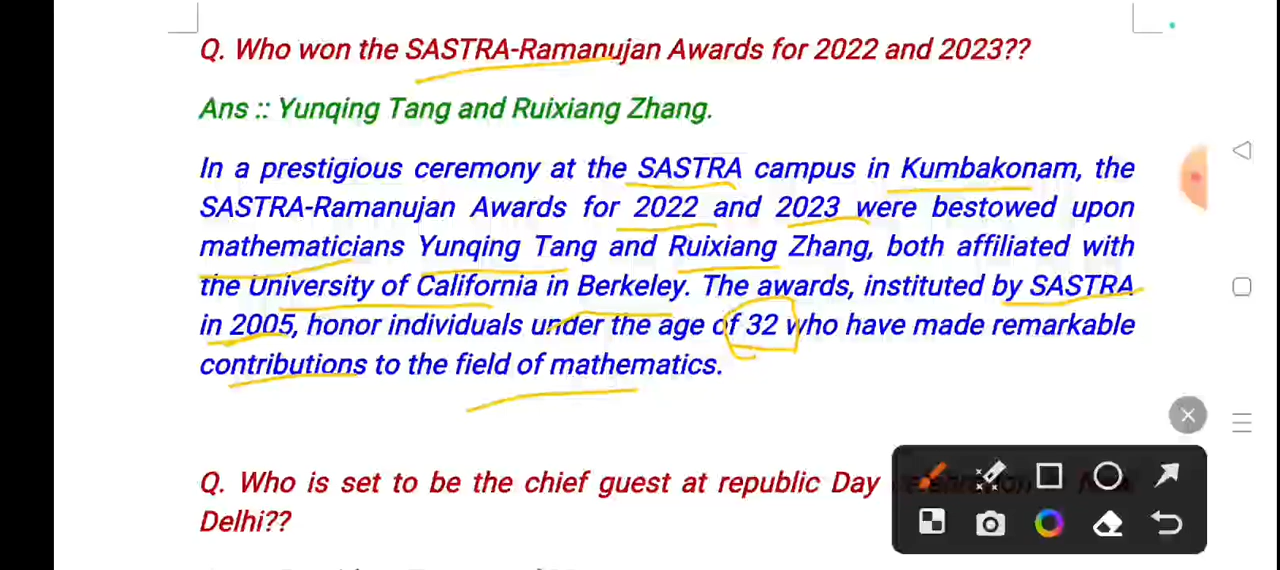 Q. Who won the SASTRA-Ramanujan Awards for 2022 and 2023??
Ans :: Yunqing Tang and Ruixiang Zhang.
In a prestigious ceremony at the SASTRA campus in Kumbakonam, the
SASTRA-Ramanujan Awards for 2022 and 2023 were bestowed upon
mathematicians Yunqing Tang and Ruixiang Zhang, both affiliated with
the University of California in Berkeley. The awards, instituted by SASTRA
in 2005, honor individuals under the age of 32 who have made remarkable
contributions to the field of mathematics.
Q. Who is set to be the chief guest at republic Day
Delhi??